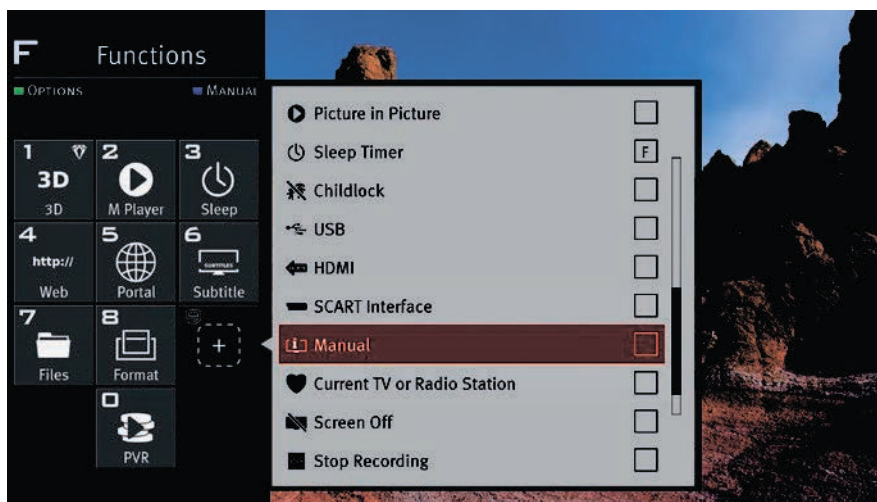 F Functions
OPTIONS MANUAL
1 2 3
3D
3D M Player Sleep
4 5 6
http:// SUBTITLES
Web Portal Subtitle
7 8
+
Files Format
0
PVR
Picture in Picture
Sleep Timer F
Childlock
USB
HDMI
SCART Interface
Manual
Current TV or Radio Station
Screen Off
Stop Recording